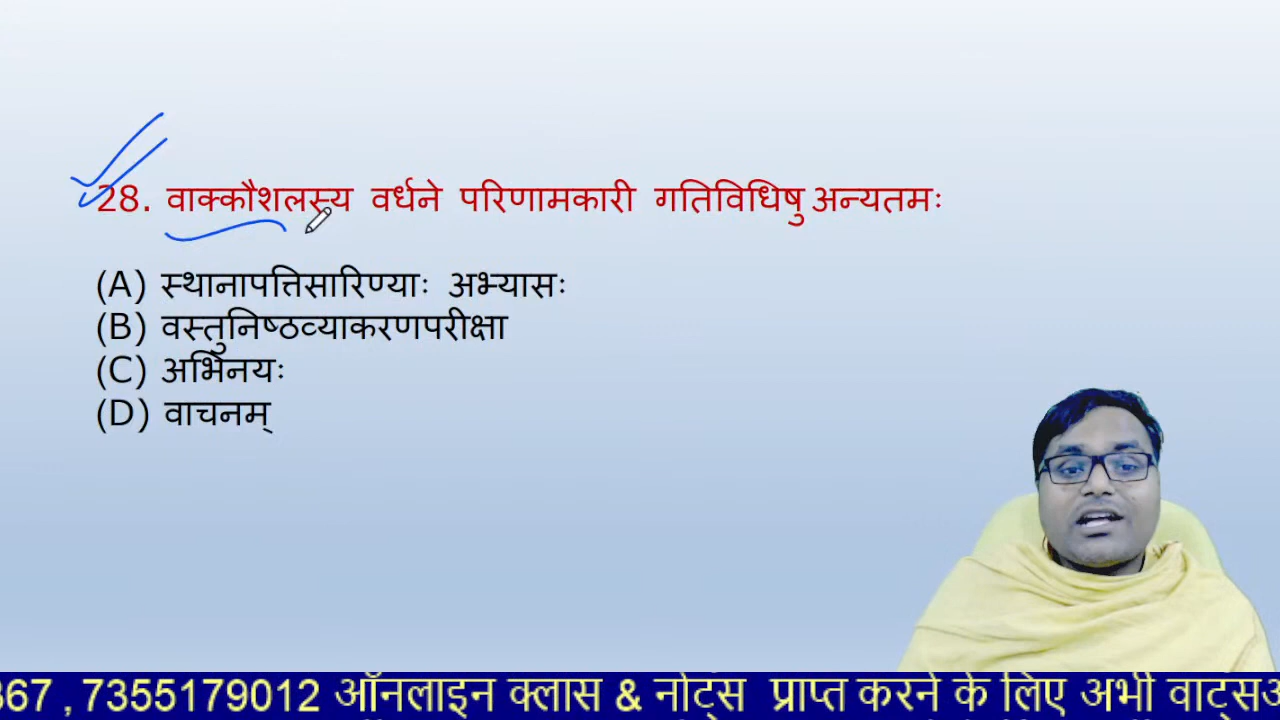 28. वाक्कौशलस्य वर्धने परिणामकारी गतिविधिषु अन्यतमः
(A) स्थानापत्तिसारिण्याः अभ्यासः
(B) वस्तुनिष्ठव्याकरणपरीक्षा
(C) अभिनयः
(D) वाचनम्
367 , 7355179012 ऑनलाइन क्लास & नोट्स प्राप्त करने के लिए अभी